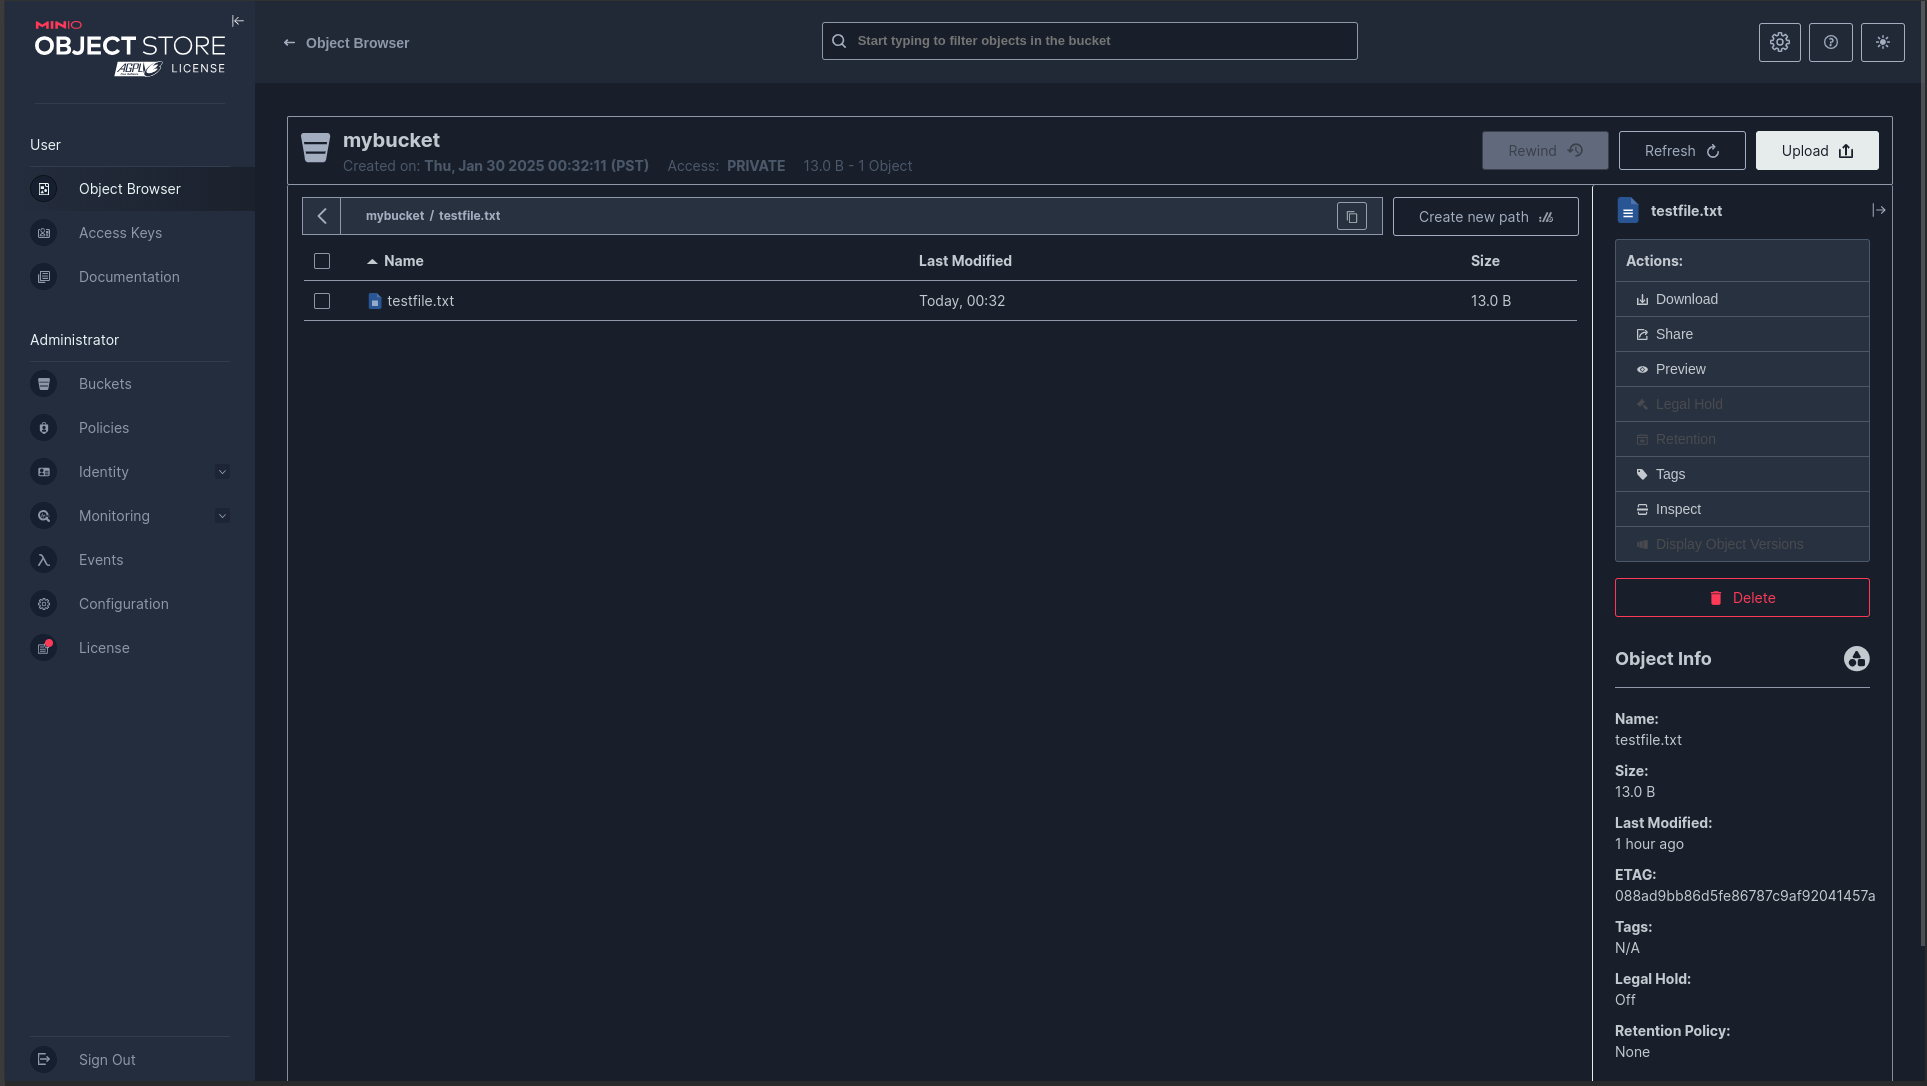 MINIO
OBJECT STORE
AGPLv3 LICENSE
User
Object Browser
Access Keys
Documentation
Administrator
Buckets
Policies
Identity
Monitoring
Events
Configuration
License
Sign Out
Object Browser
Start typing to filter objects in the bucket
mybucket
Created on: Thu, Jan 30 2025 00:32:11 (PST) Access: PRIVATE 13.0 B - 1 Object
Rewind
Refresh
Upload
mybucket / testfile.txt
Create new path
Name Last Modified Size
testfile.txt Today, 00:32 13.0 B
testfile.txt
Actions:
Download
Share
Preview
Legal Hold
Retention
Tags
Inspect
Display Object Versions
Delete
Object Info
Name:
testfile.txt
Size:
13.0 B
Last Modified:
1 hour ago
ETAG:
088ad9bb86d5fe86787c9af92041457a
Tags:
N/A
Legal Hold:
Off
Retention Policy:
None